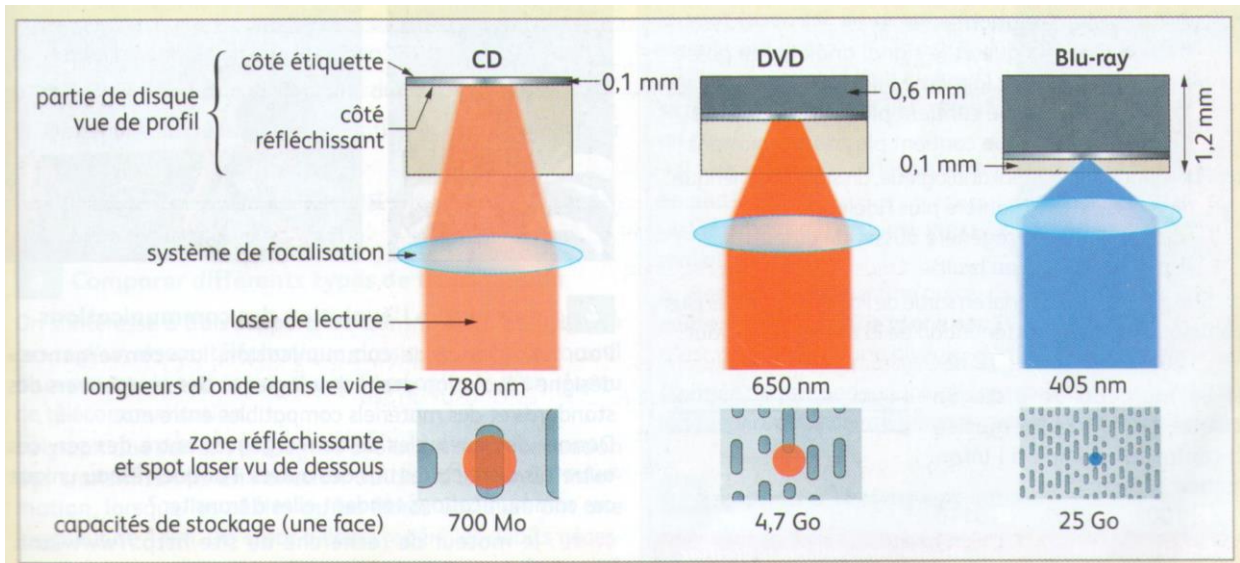 CD
DVD
Blu-ray
partie de disque
vue de profil
côté étiquette
côté
réfléchissant
0,1 mm
0,6 mm
0,1 mm
1,2 mm
système de focalisation
laser de lecture
longueurs d'onde dans le vide
780 nm
650 nm
405 nm
zone réfléchissante
et spot laser vu de dessous
capacités de stockage (une face)
700 Mo
4,7 Go
25 Go